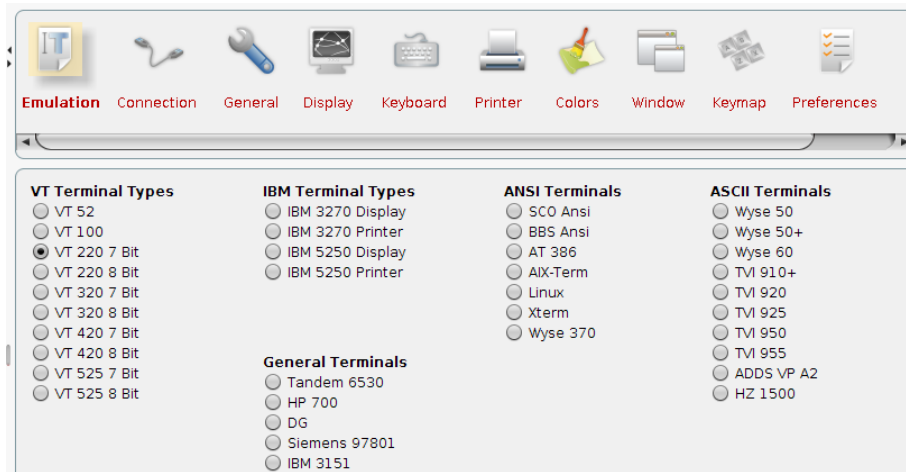 Emulation Connection General Display Keyboard Printer Colors Window Keymap Preferences
VT Terminal Types
VT 52
VT 100
VT 220 7 Bit
VT 220 8 Bit
VT 320 7 Bit
VT 320 8 Bit
VT 420 7 Bit
VT 420 8 Bit
VT 525 7 Bit
VT 525 8 Bit
IBM Terminal Types
IBM 3270 Display
IBM 3270 Printer
IBM 5250 Display
IBM 5250 Printer
General Terminals
Tandem 6530
HP 700
DG
Siemens 97801
IBM 3151
ANSI Terminals
SCO Ansi
BBS Ansi
AT 386
AIX-Term
Linux
Xterm
Wyse 370
ASCII Terminals
Wyse 50
Wyse 50+
Wyse 60
TVI 910+
TVI 920
TVI 925
TVI 950
TVI 955
ADDS VP A2
HZ 1500